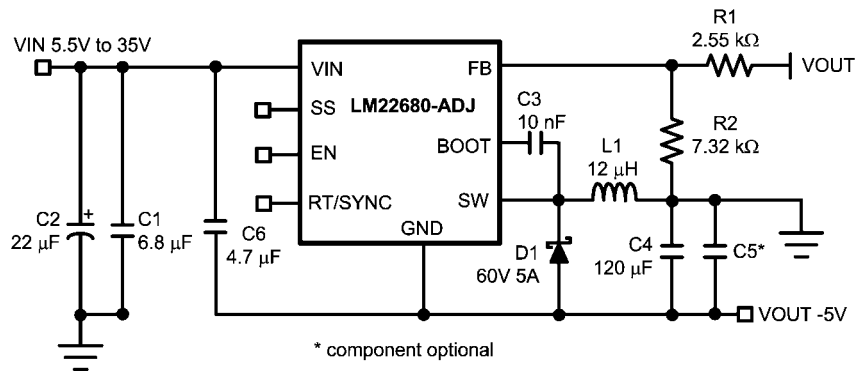 VIN 5.5V to 35V
R1
2.55 kΩ
VOUT
VIN
FB
SS
LM22680-ADJ
C3
10 nF
R2
7.32 kΩ
EN
BOOT
L1
12 μH
RT/SYNC
SW
C2
+
22 μF
C1
6.8 μF
C6
4.7 μF
GND
D1
60V 5A
C4
120 μF
C5*
VOUT -5V
* component optional